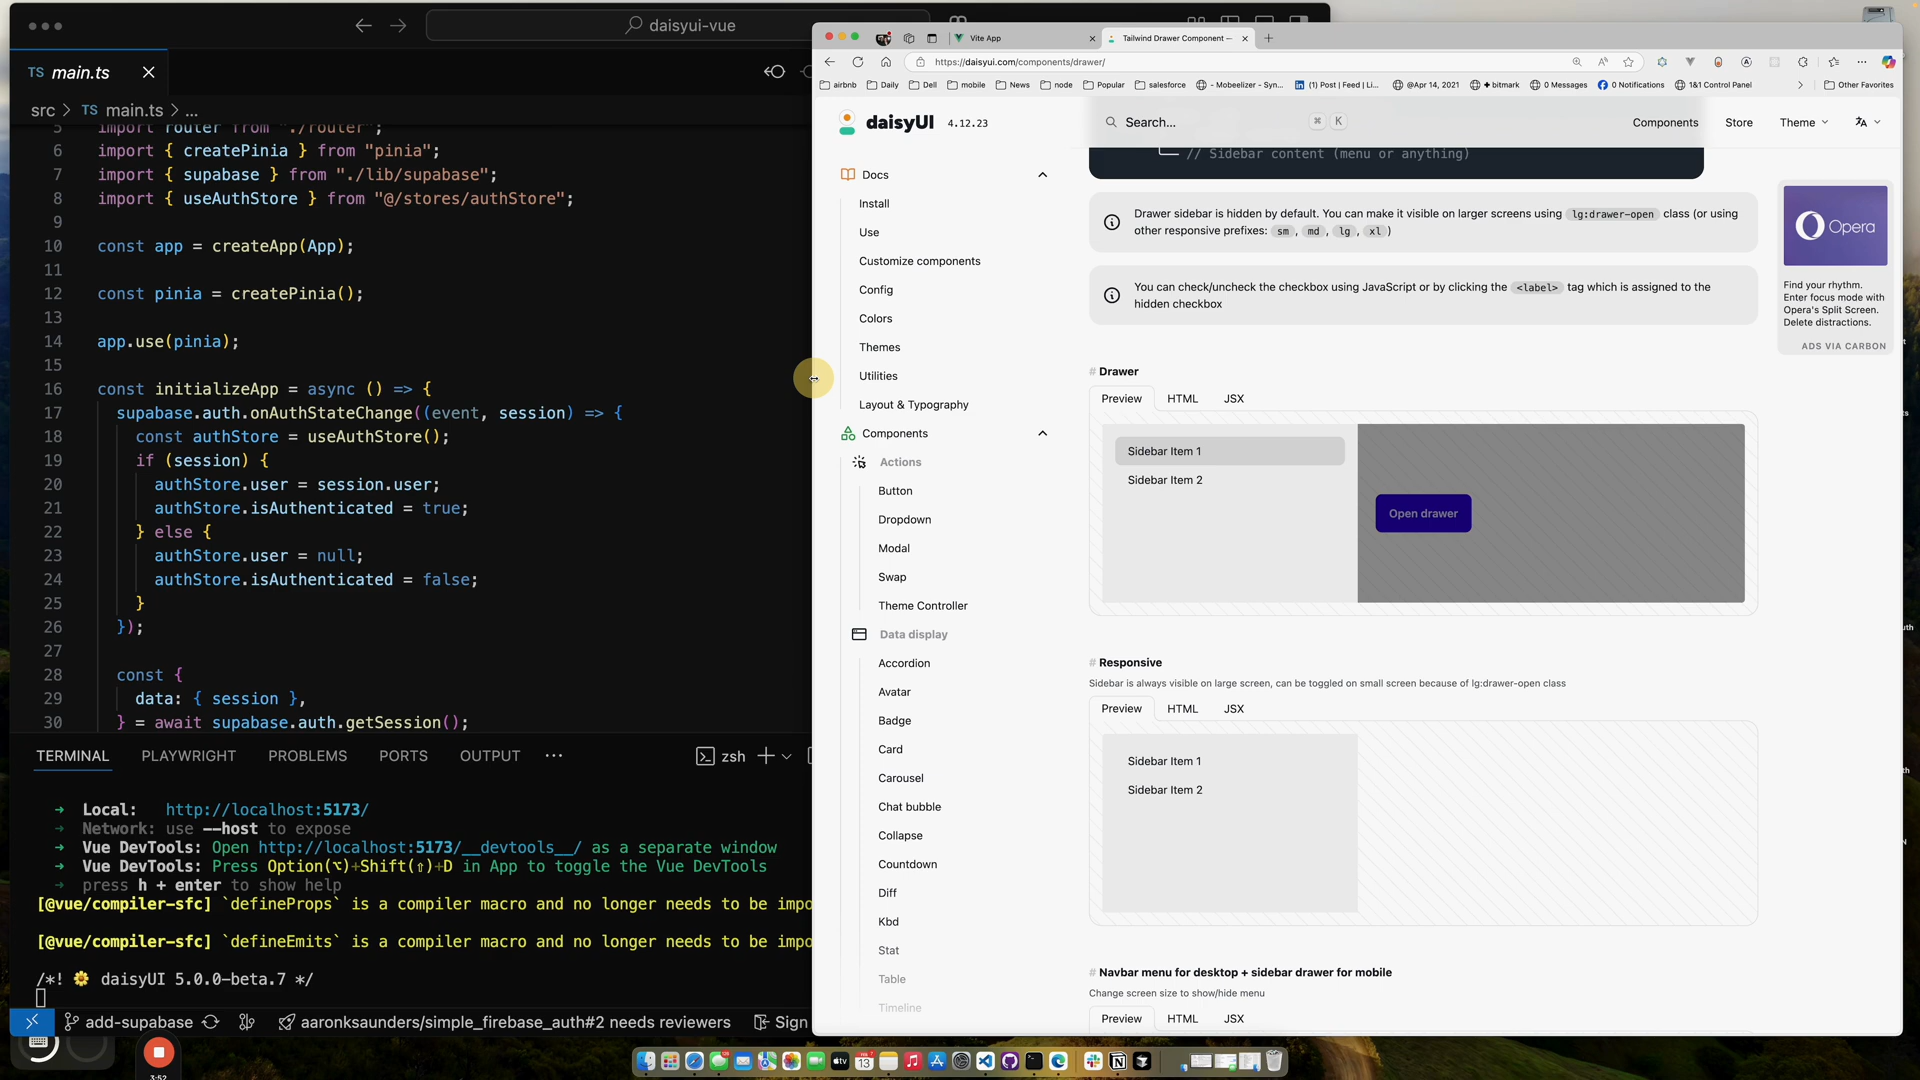 daisyui-vue
TS main.ts
src > TS main.ts > ...
5 import router from "./router";
6 import { createPinia } from "pinia";
7 import { supabase } from "./lib/supabase";
8 import { useAuthStore } from "@/stores/authStore";
9
10 const app = createApp(App);
11
12 const pinia = createPinia();
13
14 app.use(pinia);
15
16 const initializeApp = async () => {
17 supabase.auth.onAuthStateChange((event, session) => {
18 const authStore = useAuthStore();
19 if (session) {
20 authStore.user = session.user;
21 authStore.isAuthenticated = true;
22 } else {
23 authStore.user = null;
24 authStore.isAuthenticated = false;
25 }
26 });
27
28 const {
29 data: { session },
30 } = await supabase.auth.getSession();
TERMINAL PLAYWRIGHT PROBLEMS PORTS OUTPUT ··· zsh
➜ Local: http://localhost:5173/
➜ Network: use --host to expose
➜ Vue DevTools: Open http://localhost:5173/__devtools__/ as a separate window
➜ Vue DevTools: Press Option(⌥)+Shift(⇧)+D in App to toggle the Vue DevTools
➜ press h + enter to show help
[@vue/compiler-sfc] `defineProps` is a compiler macro and no longer needs to be impo
[@vue/compiler-sfc] `defineEmits` is a compiler macro and no longer needs to be impo
/*! 🌼 daisyUI 5.0.0-beta.7 */
add-supabase aaronksaunders/simple_firebase_auth#2 needs reviewers Sign
3:52
Vite App
Tailwind Drawer Component —
https://daisyui.com/components/drawer/
airbnb Daily Dell mobile News node Popular salesforce - Mobeelizer - Syn... (1) Post | Feed | Li... @Apr 14, 2021 + bitmark 0 Messages 0 Notifications 1&1 Control Panel Other Favorites
daisyUI 4.12.23
Search... ⌘ K
Components Store Theme
Docs
Install
Use
Customize components
Config
Colors
Themes
Utilities
Layout & Typography
Components
Actions
Button
Dropdown
Modal
Swap
Theme Controller
Data display
Accordion
Avatar
Badge
Card
Carousel
Chat bubble
Collapse
Countdown
Diff
Kbd
Stat
Table
Timeline
// Sidebar content (menu or anything)
Drawer sidebar is hidden by default. You can make it visible on larger screens using lg:drawer-open class (or using
other responsive prefixes: sm , md , lg , xl )
You can check/uncheck the checkbox using JavaScript or by clicking the <label> tag which is assigned to the
hidden checkbox
# Drawer
Preview HTML JSX
Sidebar Item 1
Sidebar Item 2
Open drawer
# Responsive
Sidebar is always visible on large screen, can be toggled on small screen because of lg:drawer-open class
Preview HTML JSX
Sidebar Item 1
Sidebar Item 2
# Navbar menu for desktop + sidebar drawer for mobile
Change screen size to show/hide menu
Preview HTML JSX
Opera
Find your rhythm.
Enter focus mode with
Opera's Split Screen.
Delete distractions.
ADS VIA CARBON